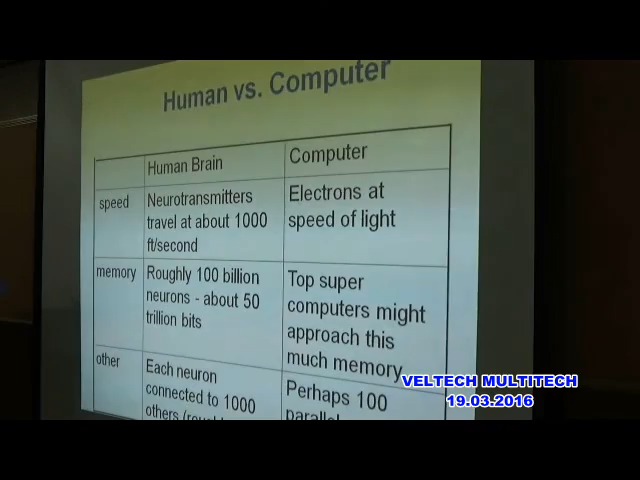 Human vs. Computer
Human Brain
Computer
speed
Neurotransmitters
travel at about 1000
ft/second
Electrons at
speed of light
memory
Roughly 100 billion
neurons - about 50
trillion bits
Top super
computers might
approach this
much memory
other
Each neuron
connected to 1000
others
Perhaps 100
parallel
VELTECH MULTITECH
19.03.2016